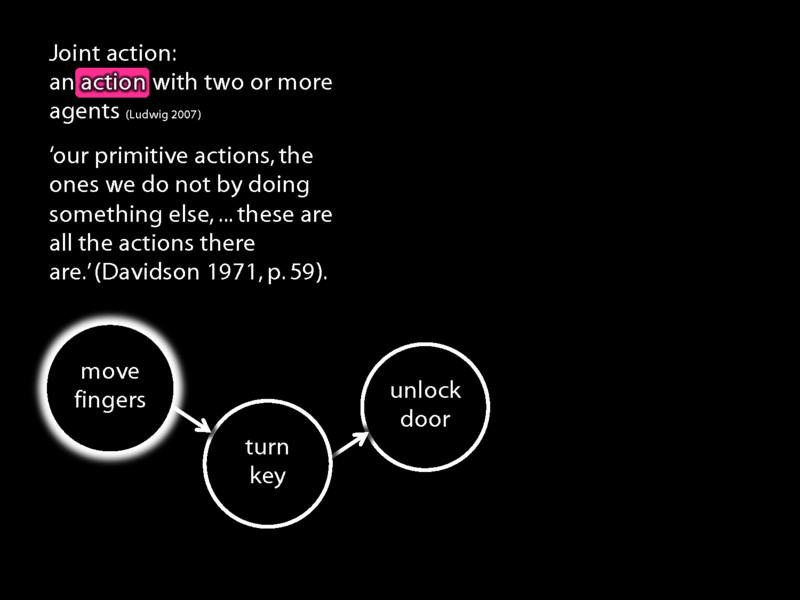 Joint action:
an action with two or more
agents (Ludwig 2007)
‘our primitive actions, the
ones we do not by doing
something else, ... these are
all the actions there
are.’ (Davidson 1971, p. 59).
move
fingers
turn
key
unlock
door